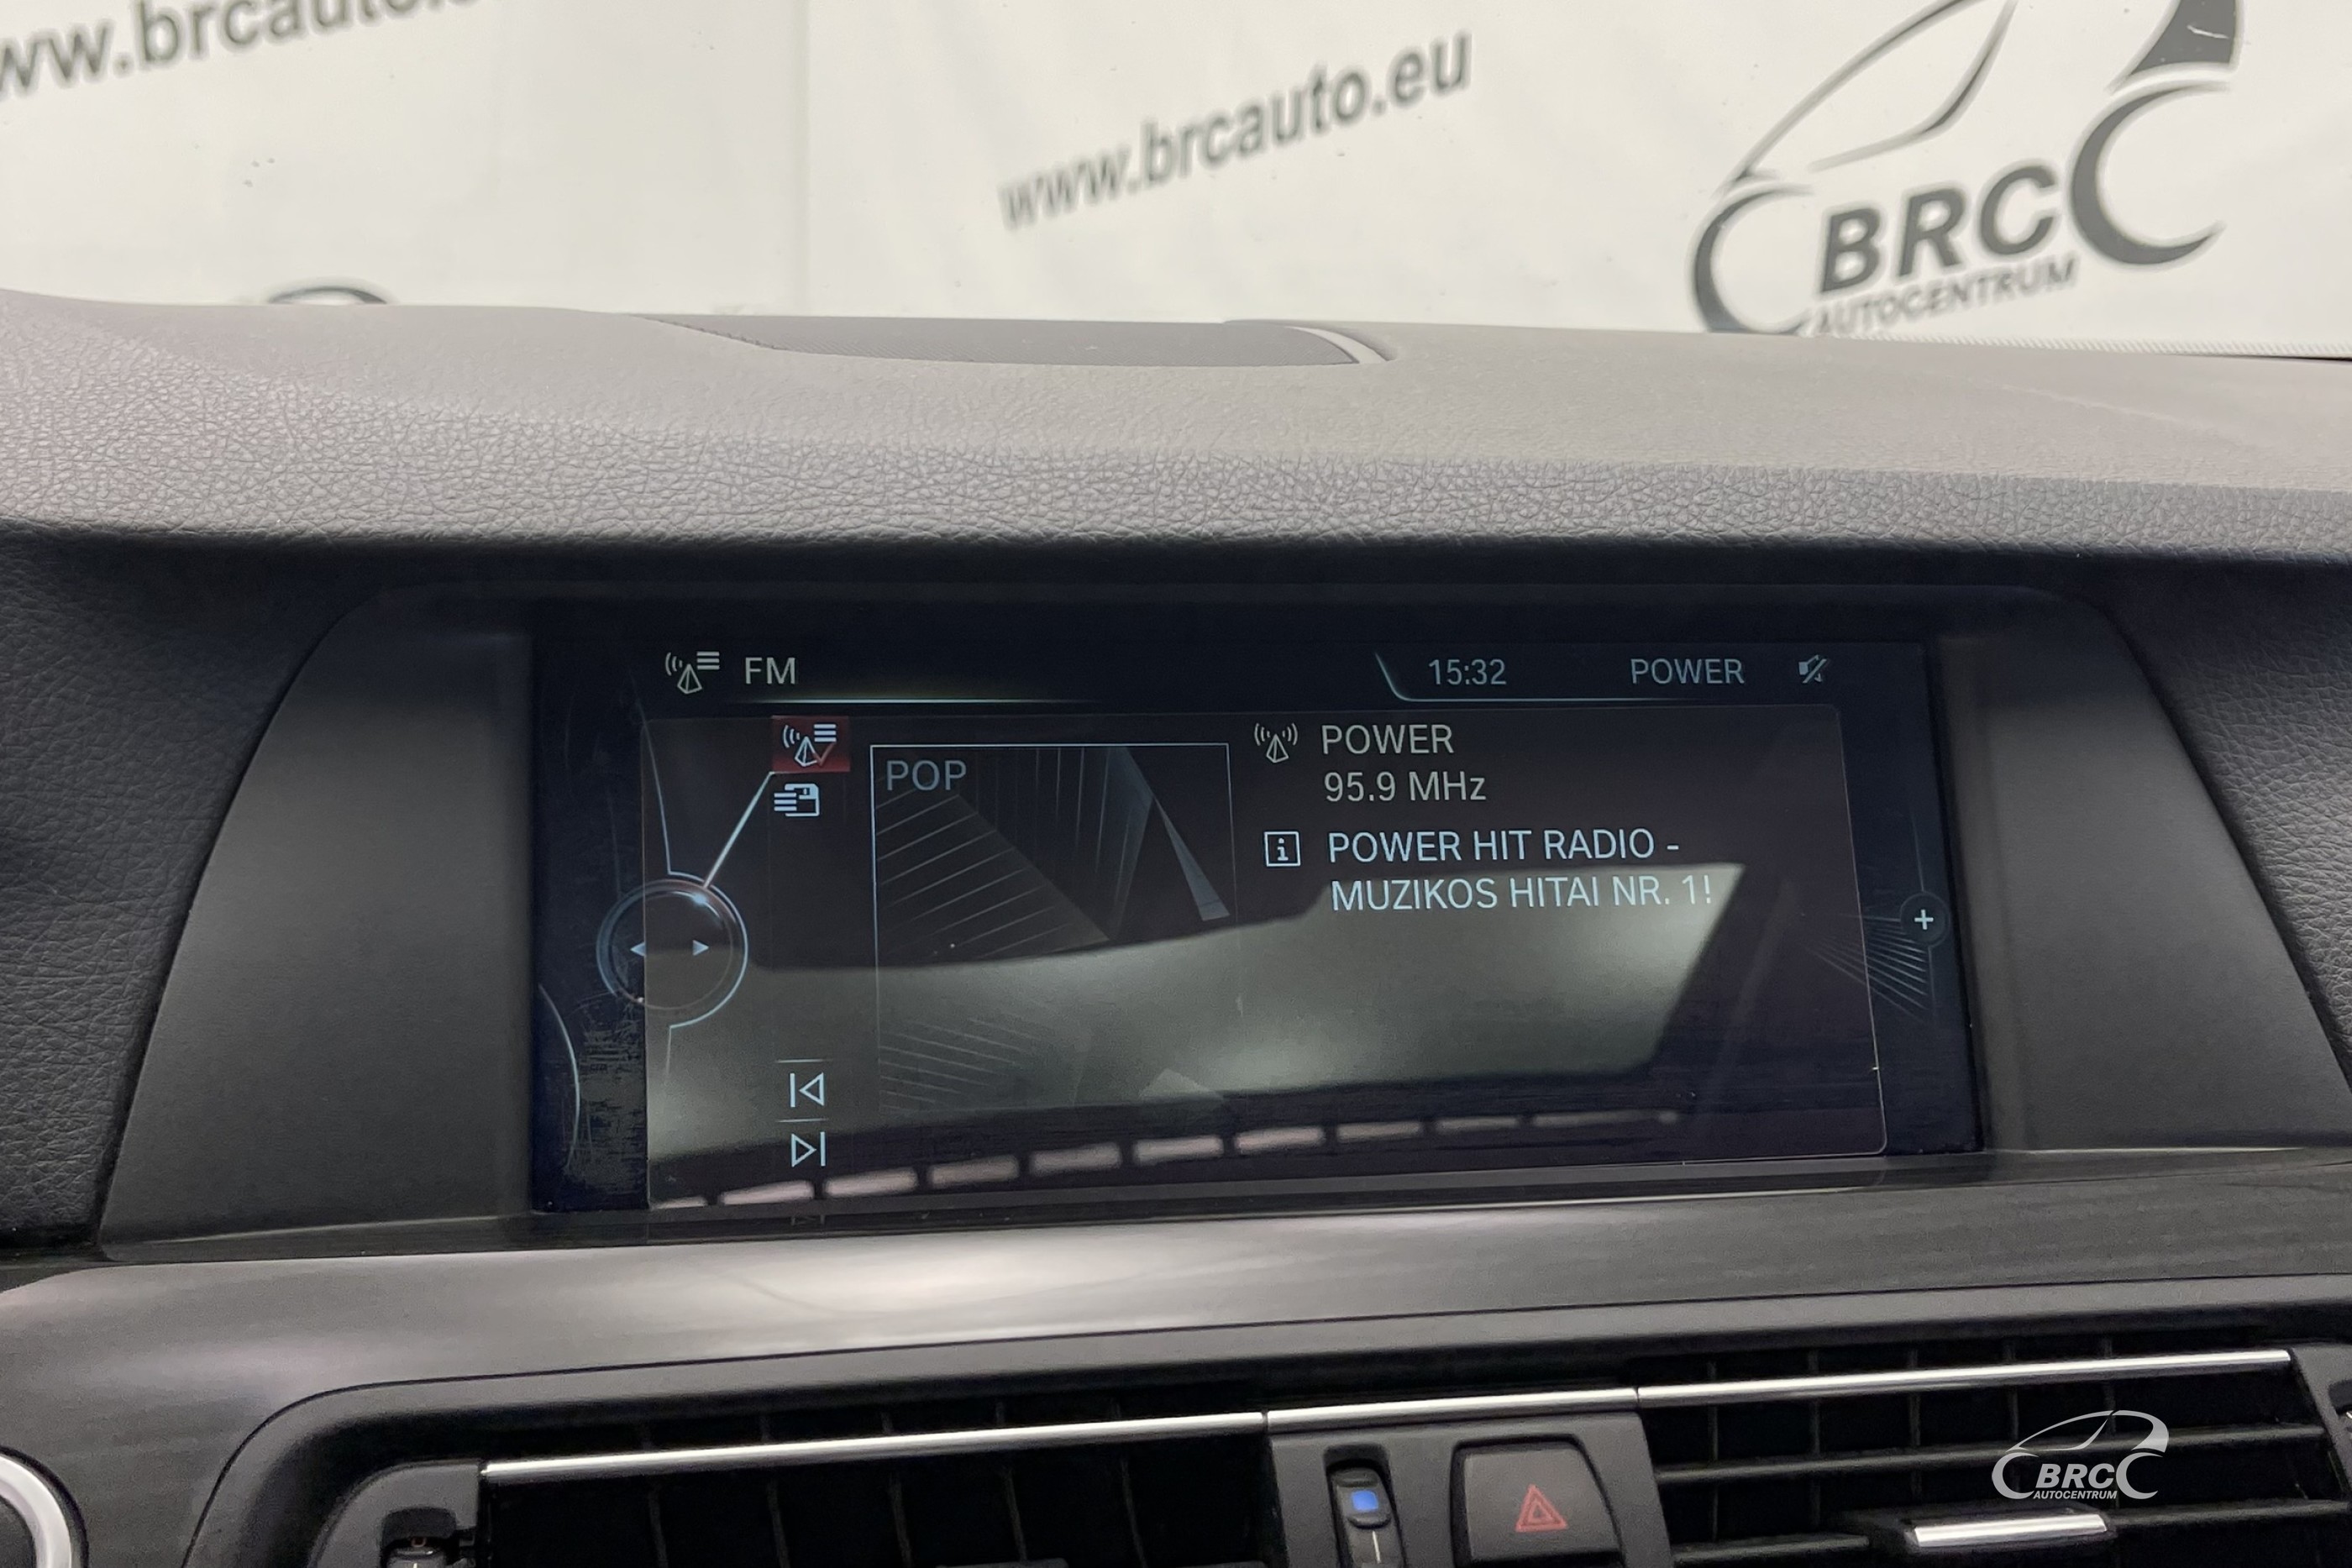 www.brcauto.
www.brcauto.eu
BRC
AUTOCENTRUM
FM
15:32 POWER
POP
POWER
95.9 MHz
POWER HIT RADIO -
MUZIKOS HITAI NR. 1!
BRC
AUTOCENTRUM